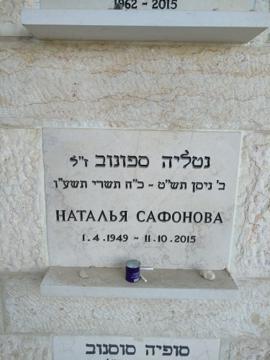 1962 - 2015
נטליה ספונוב ז"ל
ב' ניסן תש"ט - כ"ח תשרי תשע"ו
НАТАЛЬЯ САФОНОВА
1.4.1949 - 11.10.2015
סופיה סוסנוב